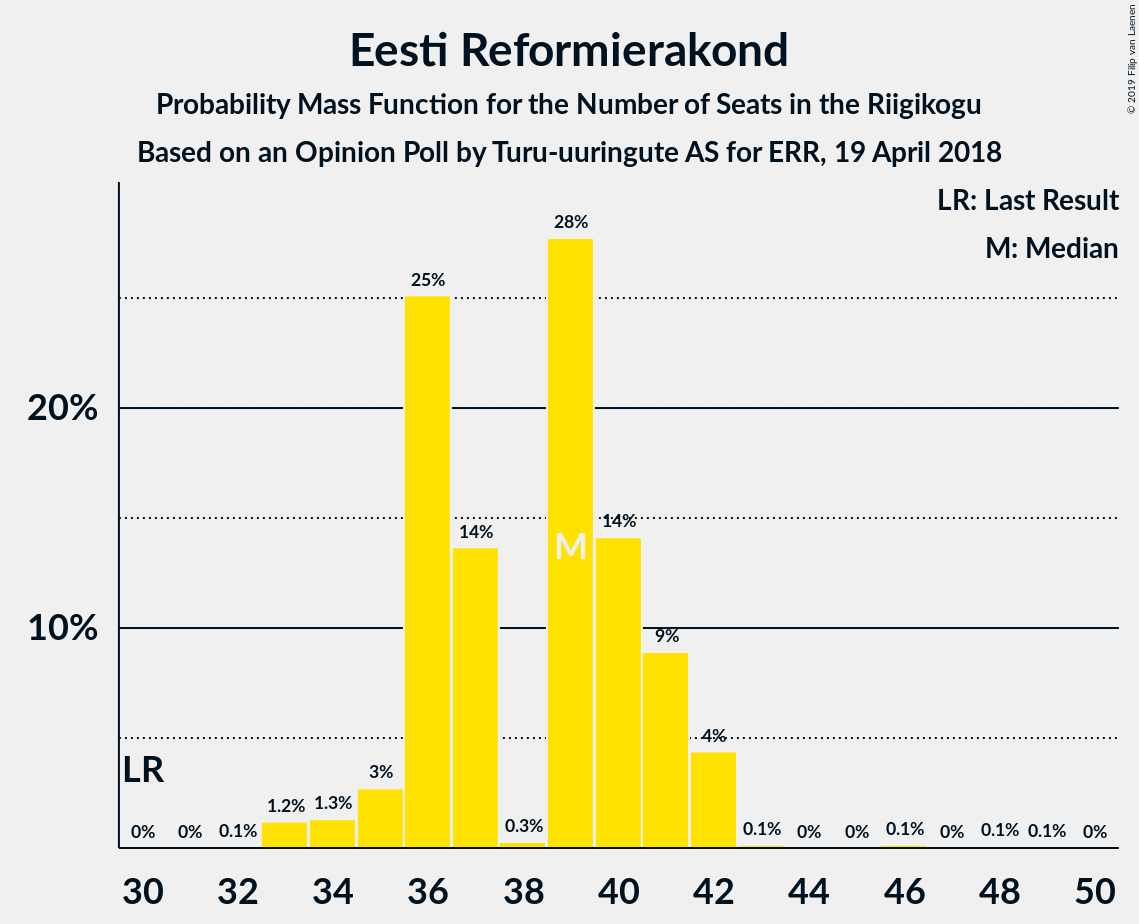 Eesti Reformierakond
Probability Mass Function for the Number of Seats in the Riigikogu
Based on an Opinion Poll by Turu-uuringute AS for ERR, 19 April 2018
© 2019 Filip van Laenen
LR: Last Result
M: Median
20%
10%
LR
M
0%
0%
0.1%
1.2%
1.3%
3%
25%
14%
0.3%
28%
14%
9%
4%
0.1%
0%
0%
0.1%
0%
0.1%
0.1%
0%
30 32 34 36 38 40 42 44 46 48 50